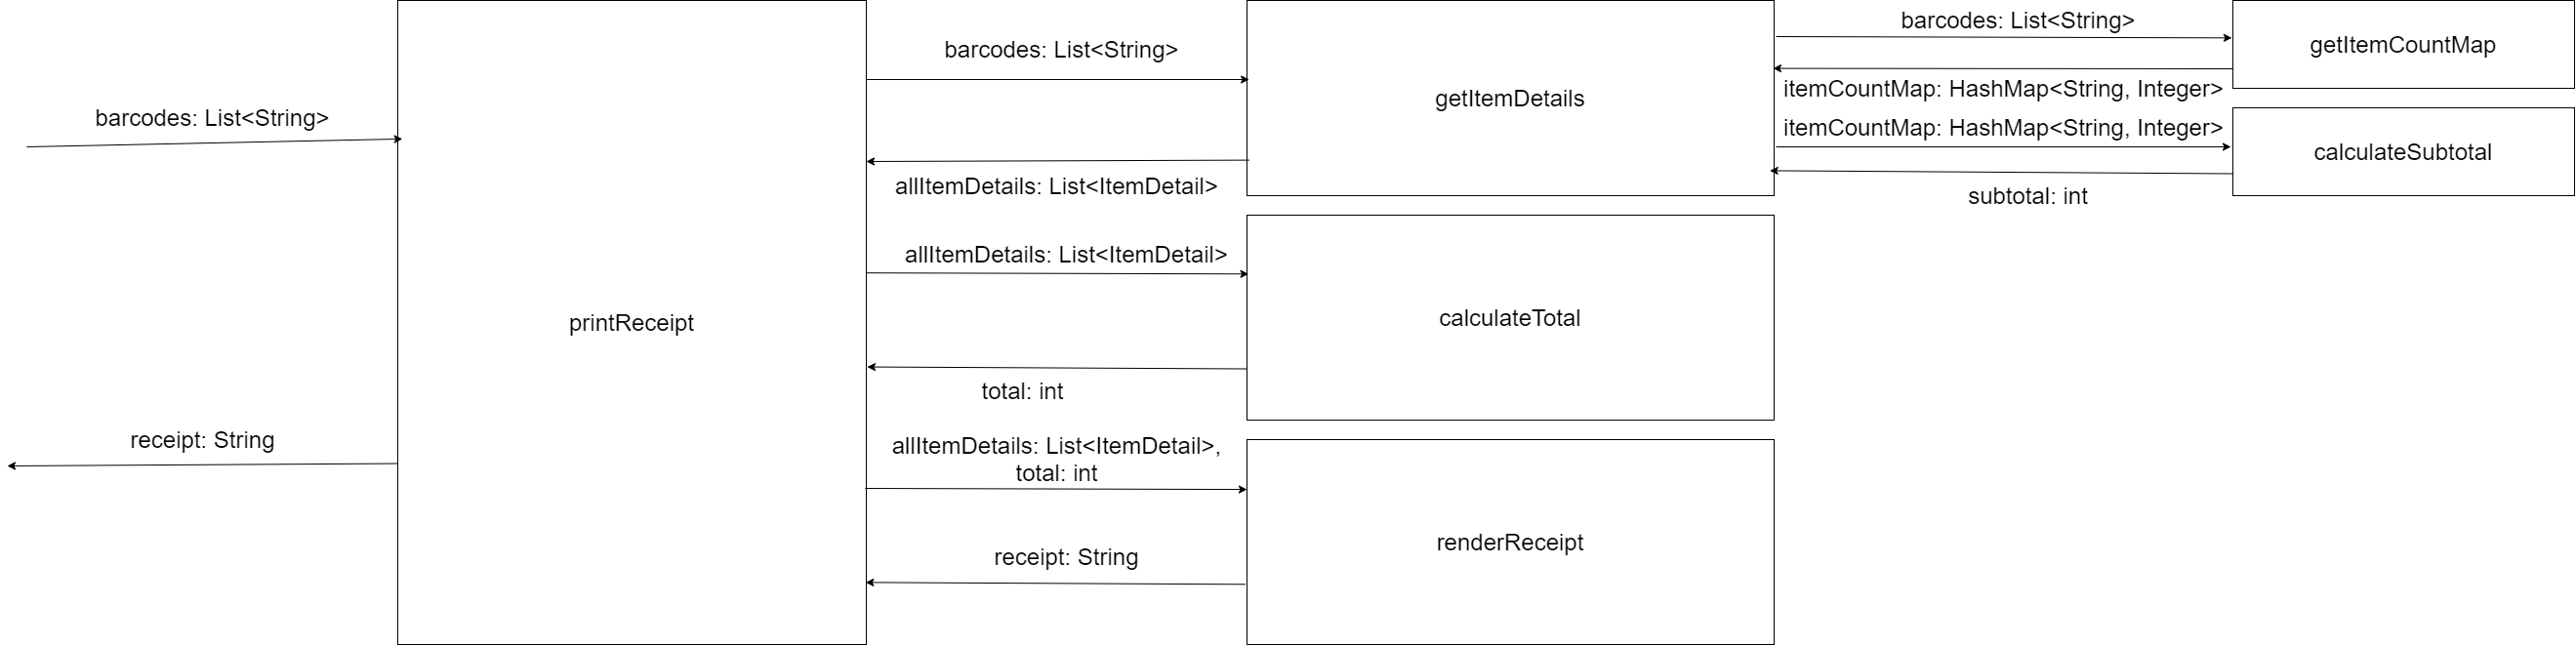 barcodes: List<String>
printReceipt
receipt: String
barcodes: List<String>
allItemDetails: List<ItemDetail>
allItemDetails: List<ItemDetail>
total: int
allItemDetails: List<ItemDetail>,
total: int
receipt: String
getItemDetails
calculateTotal
renderReceipt
barcodes: List<String>
itemCountMap: HashMap<String, Integer>
itemCountMap: HashMap<String, Integer>
subtotal: int
getItemCountMap
calculateSubtotal